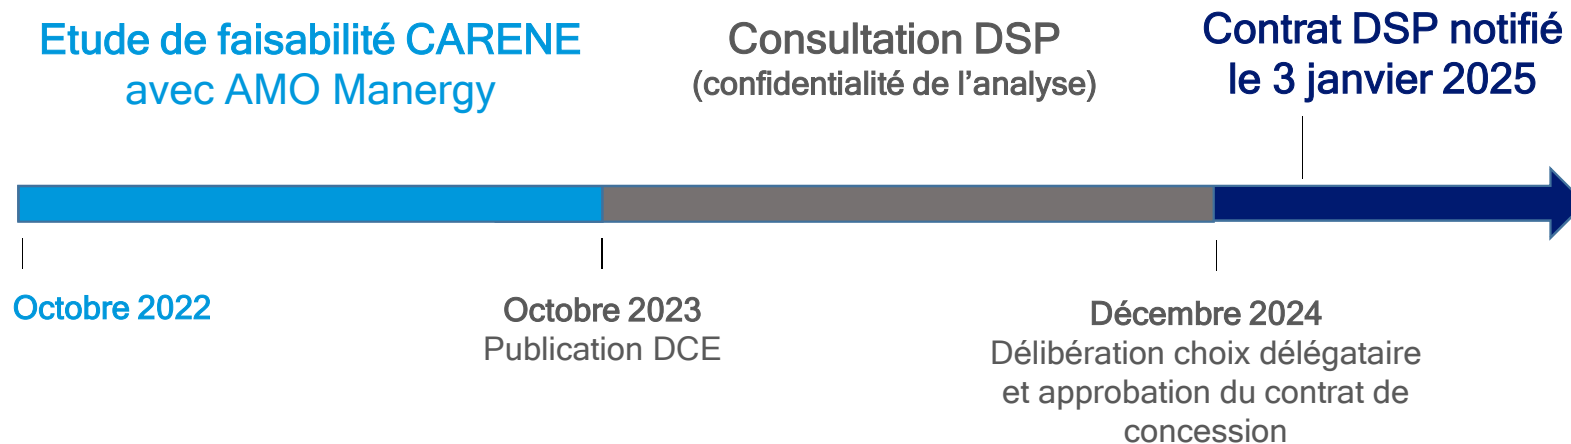 Etude de faisabilité CARENE
avec AMO Manergy
Consultation DSP
(confidentialité de l'analyse)
Contrat DSP notifié
le 3 janvier 2025
Octobre 2022
Octobre 2023
Publication DCE
Décembre 2024
Délibération choix délégataire
et approbation du contrat de
concession